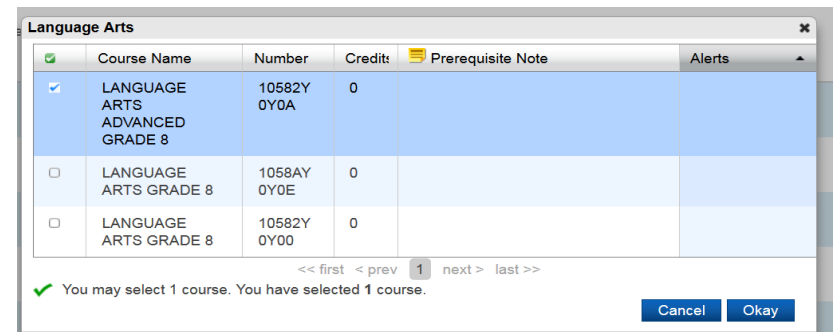 Language Arts
Course Name Number Credits Prerequisite Note Alerts
LANGUAGE 10582Y 0
ARTS 0Y0A
ADVANCED
GRADE 8
LANGUAGE 1058AY 0
ARTS GRADE 8 0Y0E
LANGUAGE 10582Y 0
ARTS GRADE 8 0Y00
<< first < prev 1 next > last >>
You may select 1 course. You have selected 1 course.
Cancel Okay